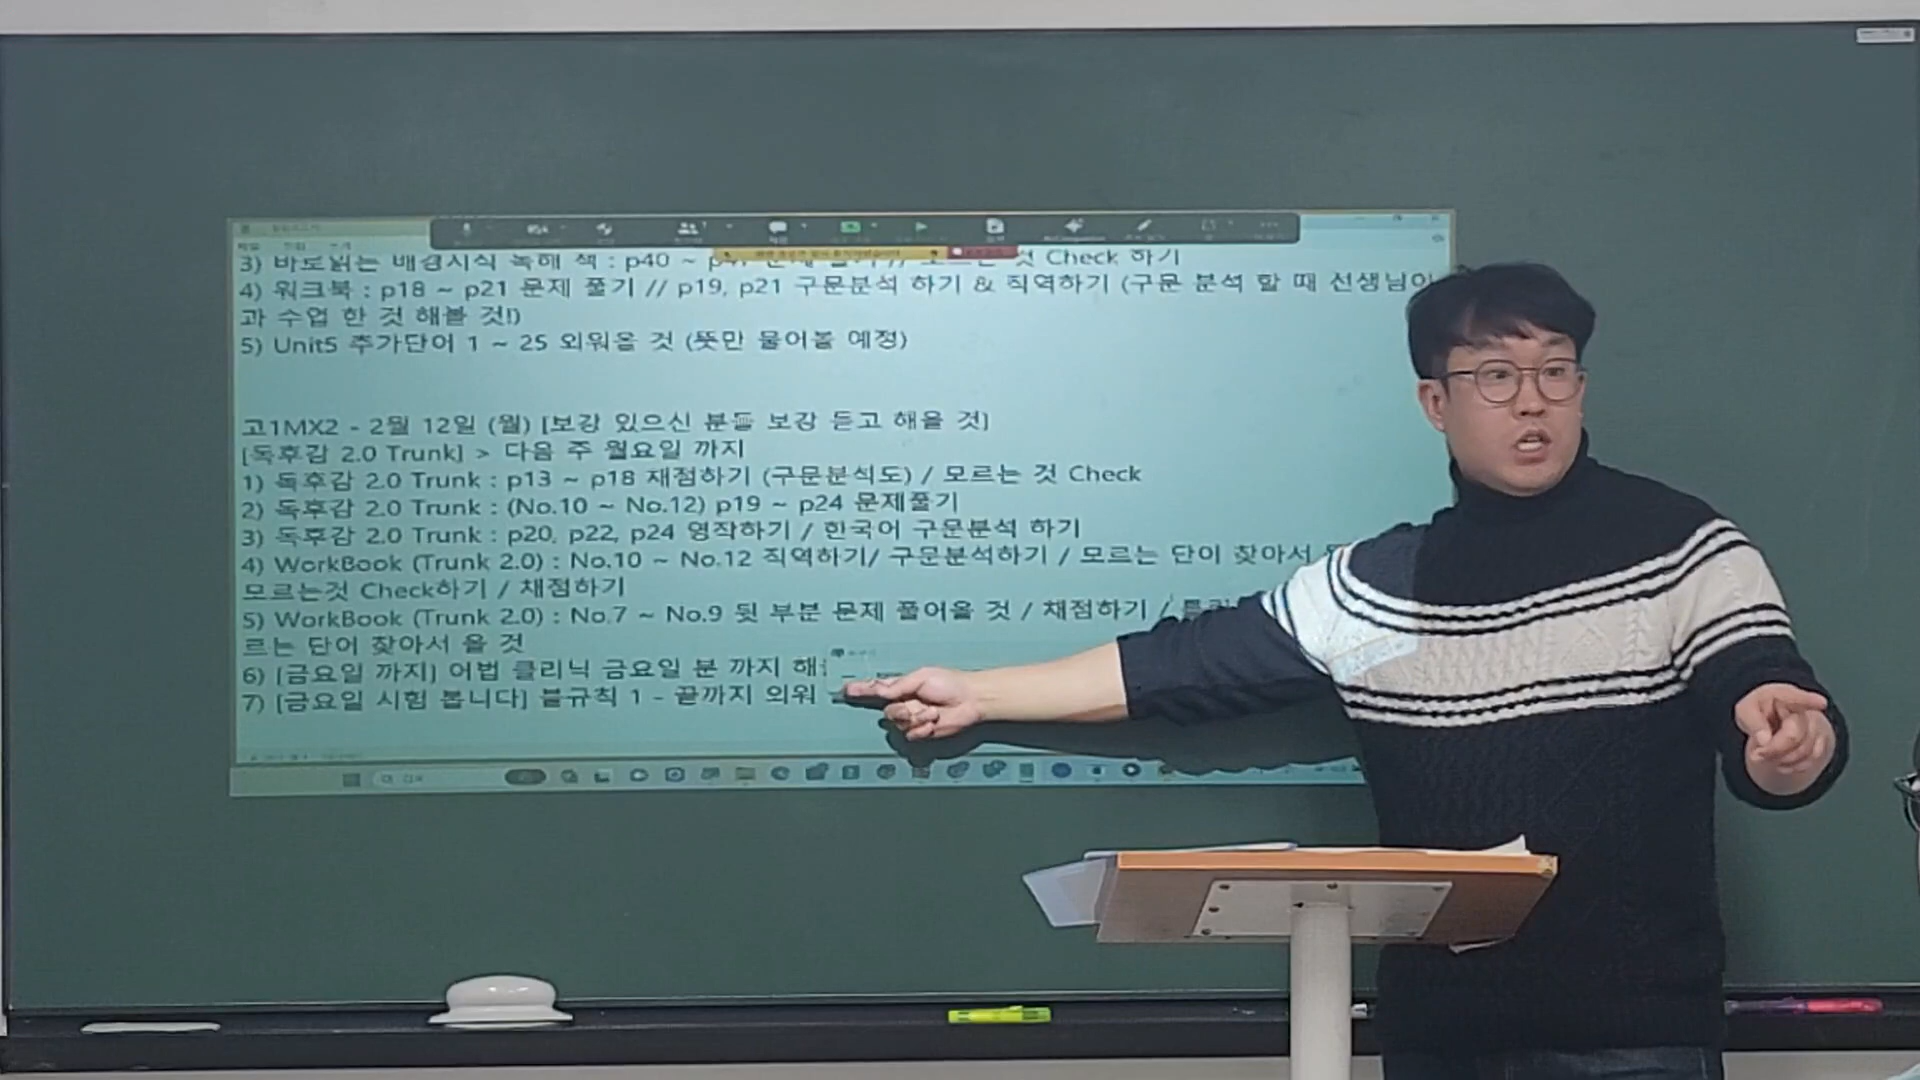 3) 바로읽는 배경지식 독해 책 : p40 ~ 것 Check 하기
4) 워크북 : p18 ~ p21 문제 풀기 // p19, p21 구문분석 하기 & 직역하기 (구문 분석 할 때 선생님이
과 수업 한 것 해볼 것!)
5) Unit5 추가단어 1 ~ 25 외워올 것 (뜻만 물어볼 예정)
고1MX2 - 2월 12일 (월) [보강 있으신 분들 보강 듣고 해올 것]
[독후감 2.0 Trunk] > 다음 주 월요일 까지
1) 독후감 2.0 Trunk : p13 ~ p18 채점하기 (구문분석도) / 모르는 것 Check
2) 독후감 2.0 Trunk : (No.10 ~ No.12) p19 ~ p24 문제풀기
3) 독후감 2.0 Trunk : p20, p22, p24 영작하기 / 한국어 구문분석 하기
4) WorkBook (Trunk 2.0) : No.10 ~ No.12 직역하기/ 구문분석하기 / 모르는 단어 찾아서
모르는것 Check하기 / 채점하기
5) WorkBook (Trunk 2.0) : No.7 ~ No.9 뒷 부분 문제 풀어올 것 / 채점하기 /
르는 단어 찾아서 올 것
6) [금요일 까지] 어법 클리닉 금요일 분 까지
7) [금요일 시험 봅니다] 불규칙 1 - 끝까지 외워